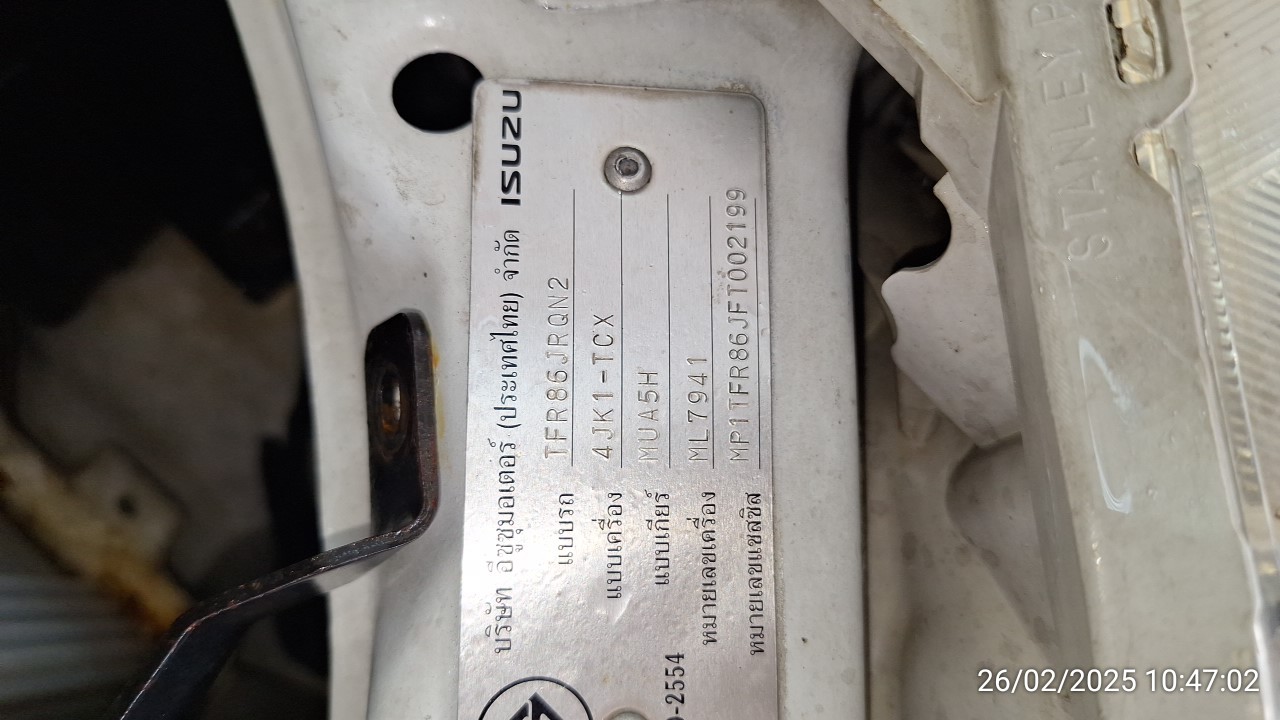 บริษัท อีซูซุมอเตอร์ (ประเทศไทย) จำกัด ISUZU
แบบรถ TFR86JRQN2
แบบเครื่อง 4JK1-TCX
แบบเกียร์ MUA5H
หมายเลขเครื่อง ML7941
หมายเลขแชสซิส MP1TFR86JFT002199
-2554
STANLEY
26/02/2025 10:47:02